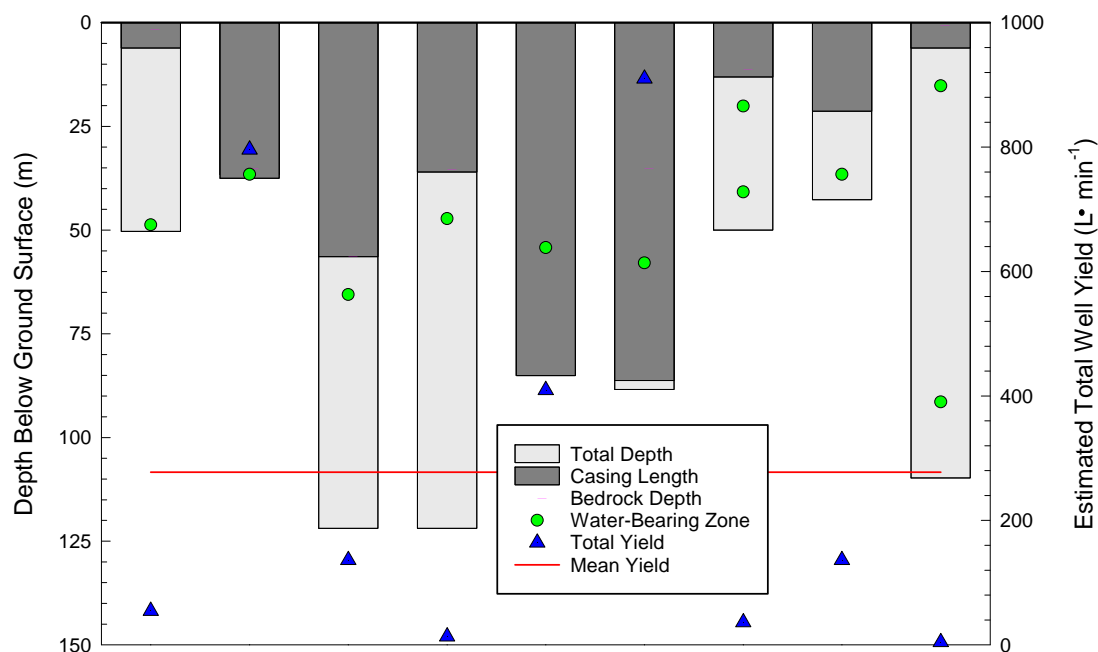 0
25
50
75
100
125
150
Depth Below Ground Surface (m)
Total Depth
Casing Length
Bedrock Depth
Water-Bearing Zone
Total Yield
Mean Yield
1000
800
600
400
200
0
Estimated Total Well Yield (L• min⁻¹)